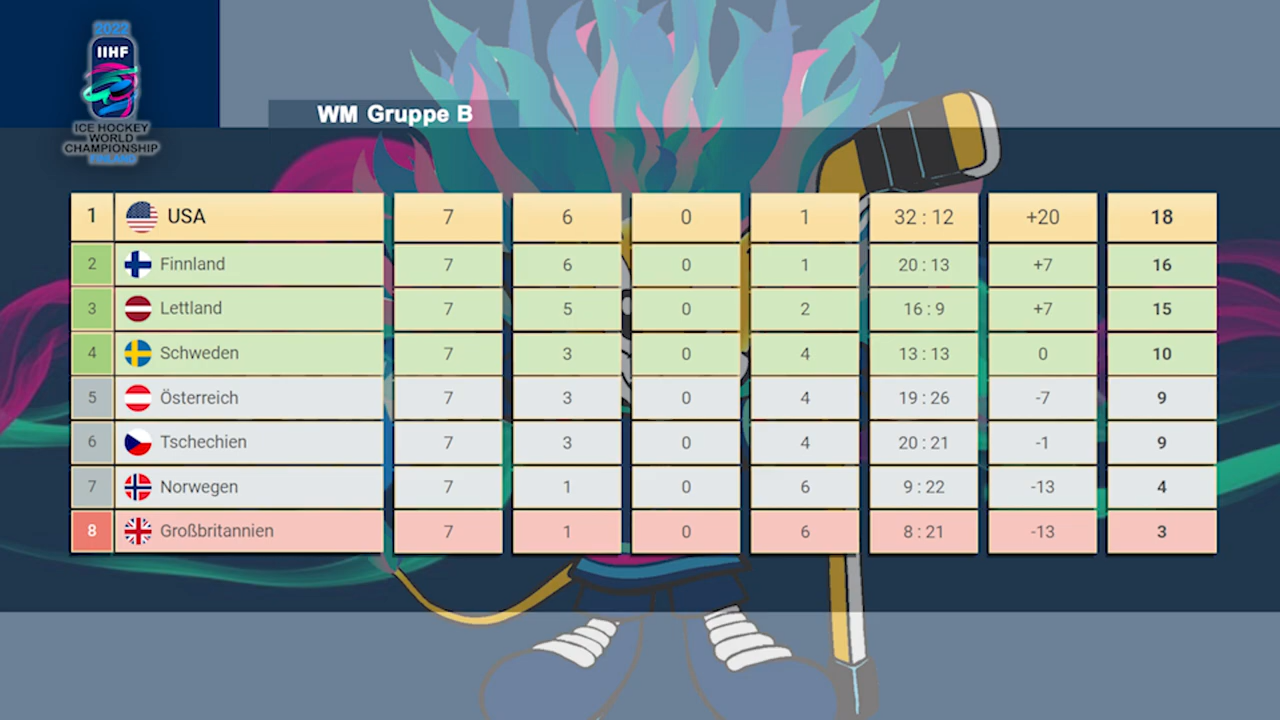 2022
IIHF
ICE HOCKEY
WORLD
CHAMPIONSHIP
FINLAND
WM Gruppe B
1 USA 7 6 0 1 32 : 12 +20 18
2 Finnland 7 6 0 1 20 : 13 +7 16
3 Lettland 7 5 0 2 16 : 9 +7 15
4 Schweden 7 3 0 4 13 : 13 0 10
5 Österreich 7 3 0 4 19 : 26 -7 9
6 Tschechien 7 3 0 4 20 : 21 -1 9
7 Norwegen 7 1 0 6 9 : 22 -13 4
8 Großbritannien 7 1 0 6 8 : 21 -13 3